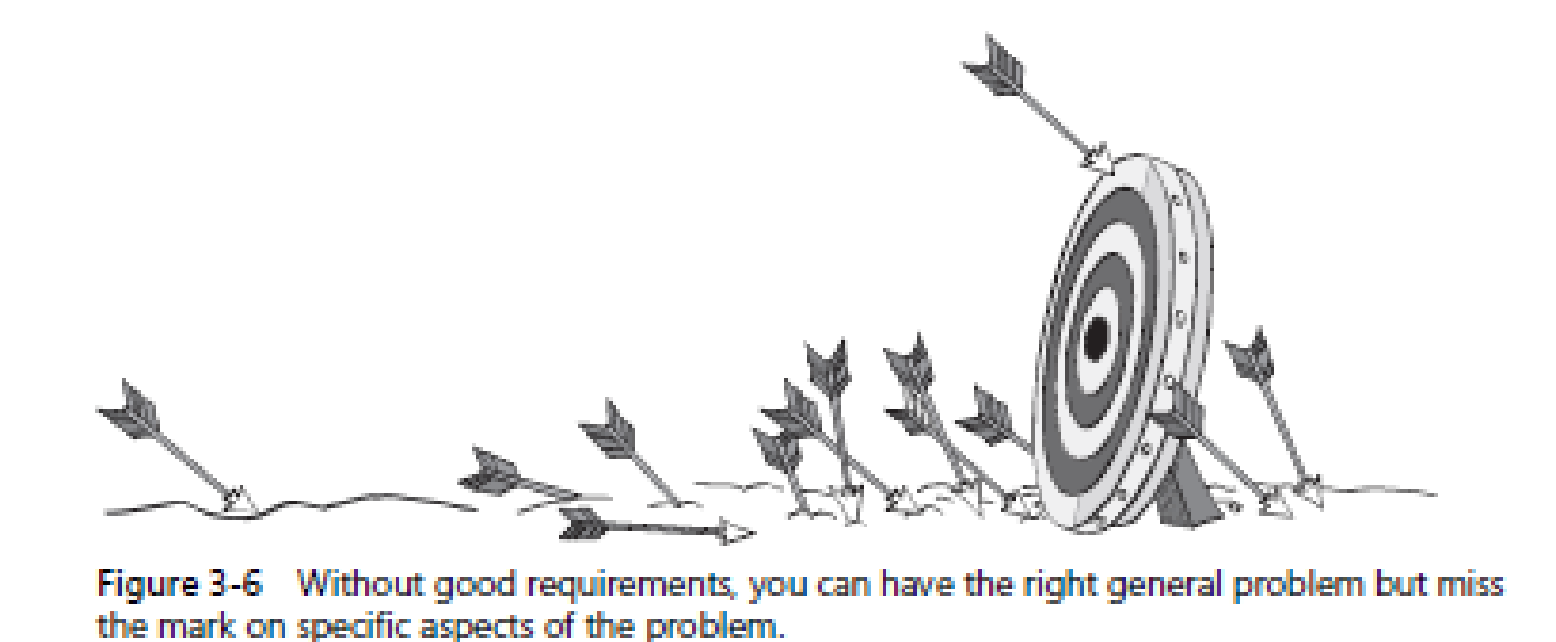 Figure 3-6 Without good requirements, you can have the right general problem but miss
the mark on specific aspects of the problem.